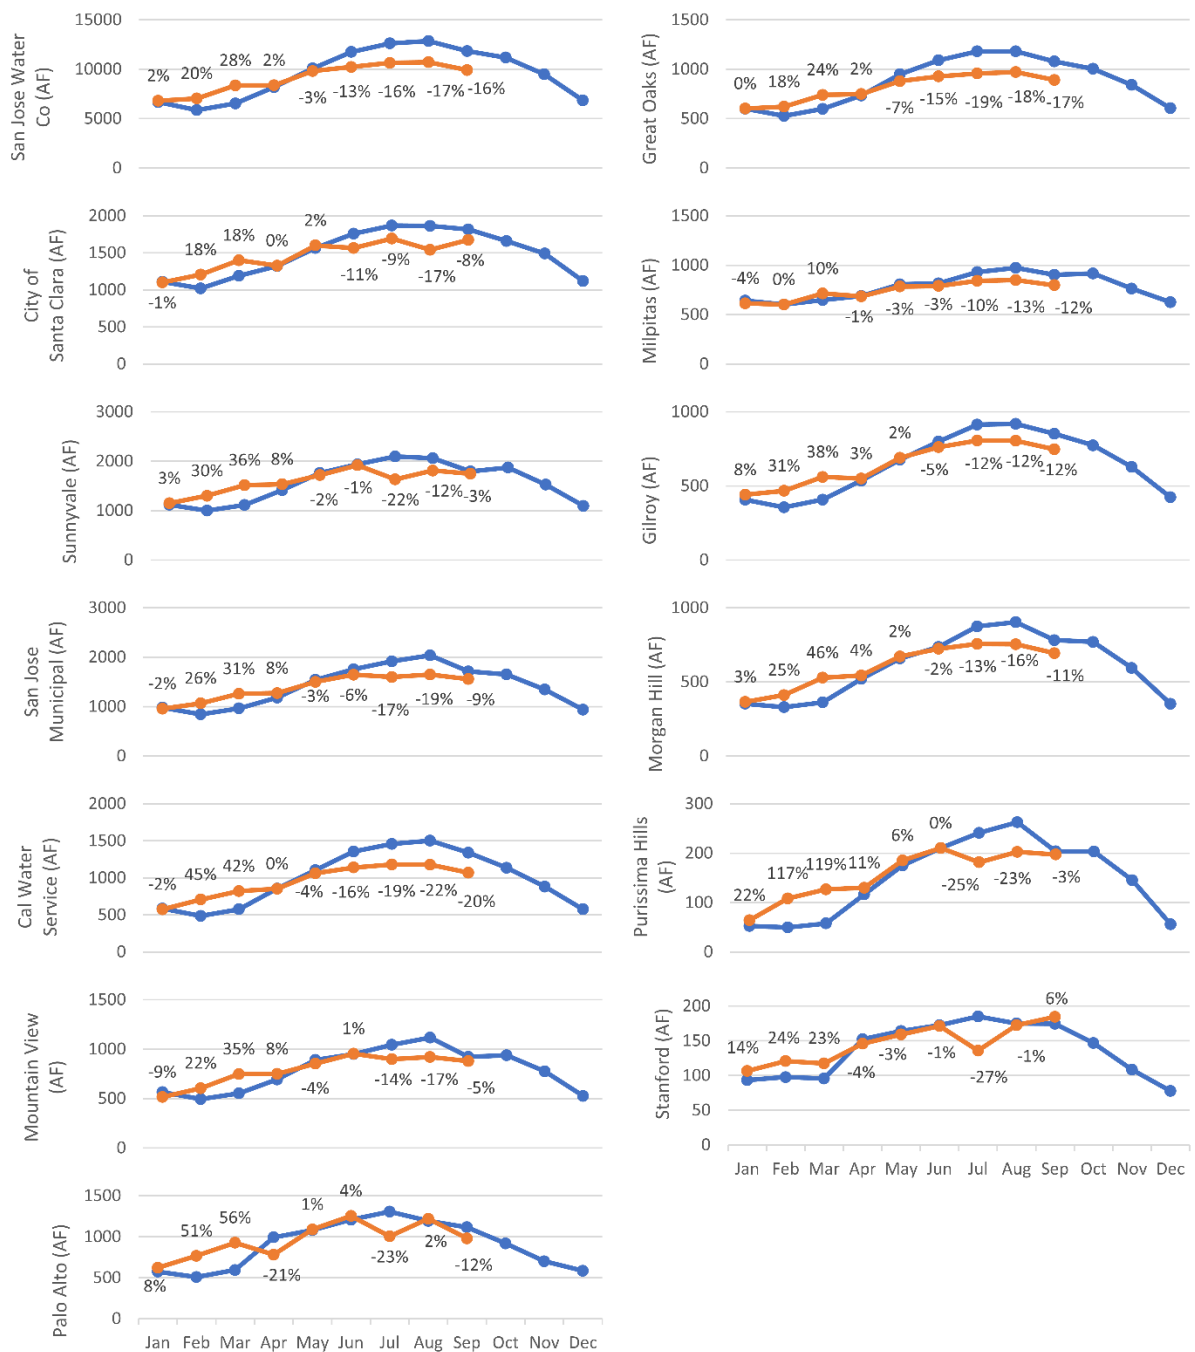 San Jose Water
Co (AF)
15000
10000
5000
0
2% 20% 28% 2% -3% -13% -16% -17% -16%
City of
Santa Clara (AF)
2000
1500
1000
500
0
-1% 18% 18% 0% 2% -11% -9% -17% -8%
Sunnyvale (AF)
3000
2000
1000
0
3% 30% 36% 8% -2% -1% -22% -12% -3%
San Jose
Municipal (AF)
3000
2000
1000
0
-2% 26% 31% 8% -3% -6% -17% -19% -9%
Cal Water
Service (AF)
2000
1500
1000
500
0
-2% 45% 42% 0% -4% -16% -19% -22% -20%
Mountain View
(AF)
1500
1000
500
0
-9% 22% 35% 8% -4% 1% -14% -17% -5%
Palo Alto (AF)
1500
1000
500
0
8% 51% 56% -21% 1% 4% -23% 2% -12%
Jan Feb Mar Apr May Jun Jul Aug Sep Oct Nov Dec
Great Oaks (AF)
1500
1000
500
0
0% 18% 24% 2% -7% -15% -19% -18% -17%
Milpitas (AF)
1500
1000
500
0
-4% 0% 10% -1% -3% -3% -10% -13% -12%
Gilroy (AF)
1000
500
0
8% 31% 38% 3% 2% -5% -12% -12% -12%
Morgan Hill (AF)
1000
500
0
3% 25% 46% 4% 2% -2% -13% -16% -11%
Purissima Hills
(AF)
300
200
100
0
22% 117% 119% 11% 6% 0% -25% -23% -3%
Stanford (AF)
200
150
100
50
0
14% 24% 23% -4% -3% -1% -27% -1% 6%
Jan Feb Mar Apr May Jun Jul Aug Sep Oct Nov Dec